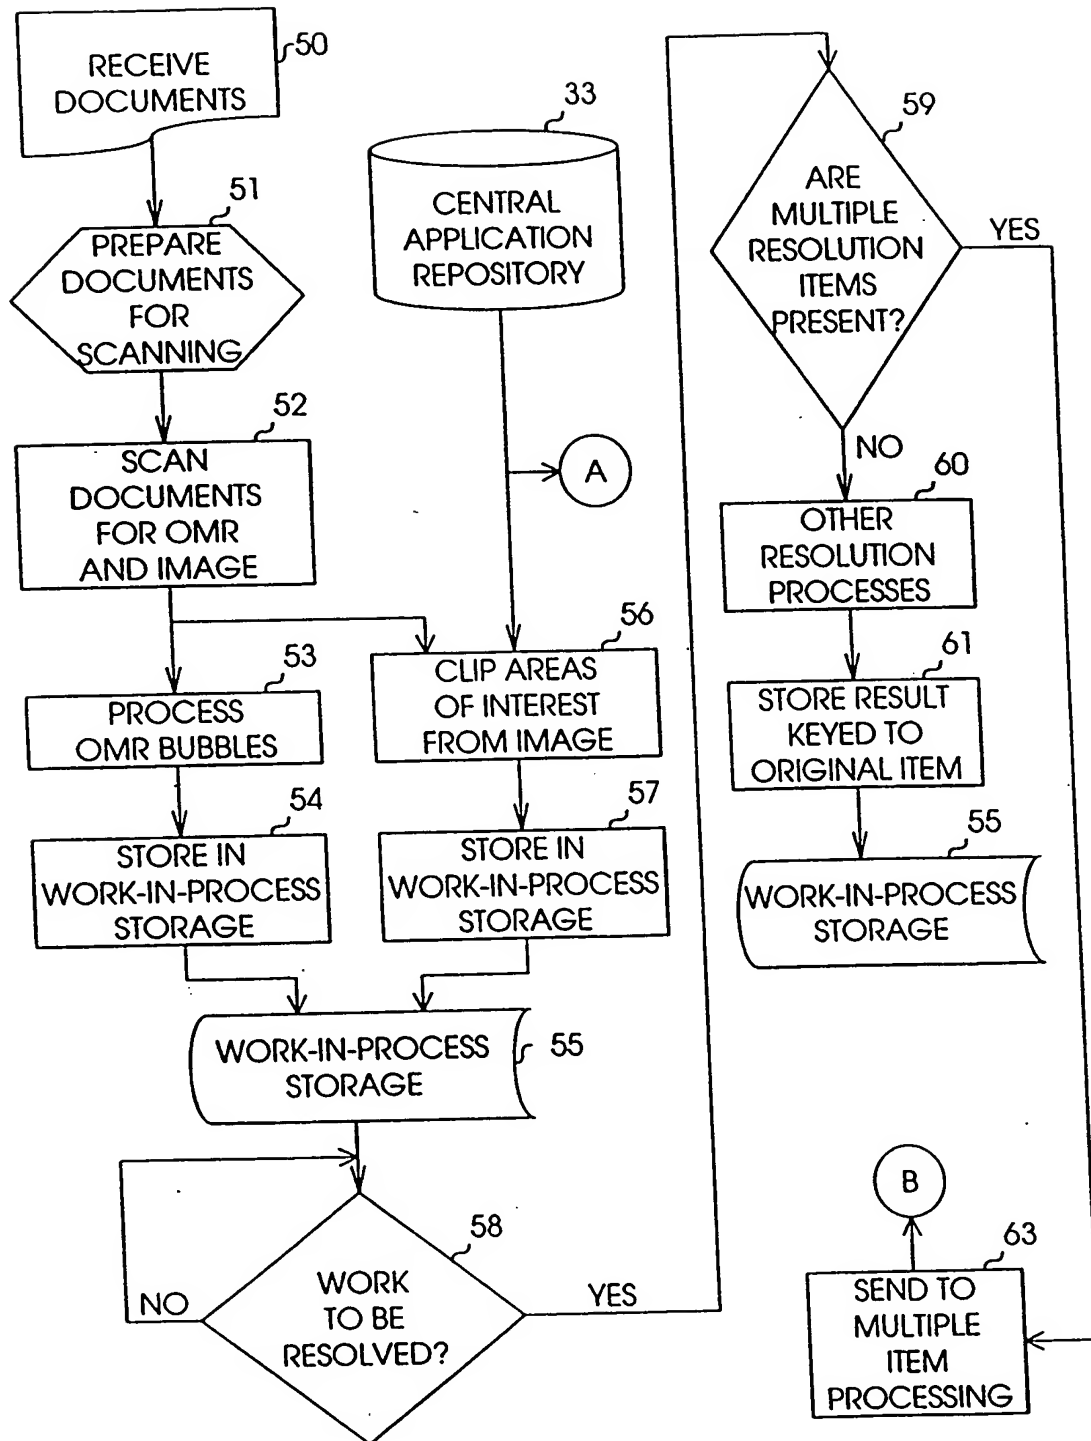 50
RECEIVE
DOCUMENTS
51
PREPARE
DOCUMENTS
FOR
SCANNING
52
SCAN
DOCUMENTS
FOR OMR
AND IMAGE
53
PROCESS
OMR BUBBLES
54
STORE IN
WORK-IN-PROCESS
STORAGE
33
CENTRAL
APPLICATION
REPOSITORY
A
56
CLIP AREAS
OF INTEREST
FROM IMAGE
57
STORE IN
WORK-IN-PROCESS
STORAGE
WORK-IN-PROCESS
STORAGE
55
58
WORK
TO BE
RESOLVED?
NO
YES
59
ARE
MULTIPLE
RESOLUTION
ITEMS
PRESENT?
YES
NO
60
OTHER
RESOLUTION
PROCESSES
61
STORE RESULT
KEYED TO
ORIGINAL ITEM
55
WORK-IN-PROCESS
STORAGE
B
63
SEND TO
MULTIPLE
ITEM
PROCESSING